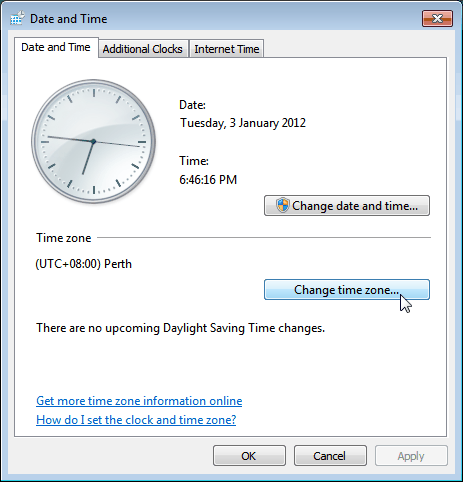 Date and Time
Date and Time Additional Clocks Internet Time
Date:
Tuesday, 3 January 2012
Time:
6:46:16 PM
Change date and time...
Time zone
(UTC+08:00) Perth
Change time zone...
There are no upcoming Daylight Saving Time changes.
Get more time zone information online
How do I set the clock and time zone?
OK Cancel Apply